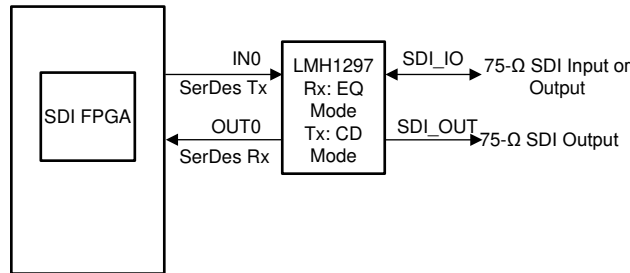 SDI FPGA
IN0
SerDes Tx
OUT0
SerDes Rx
LMH1297
Rx: EQ
Mode
Tx: CD
Mode
SDI_IO
75-Ω SDI Input or
Output
SDI_OUT
75-Ω SDI Output